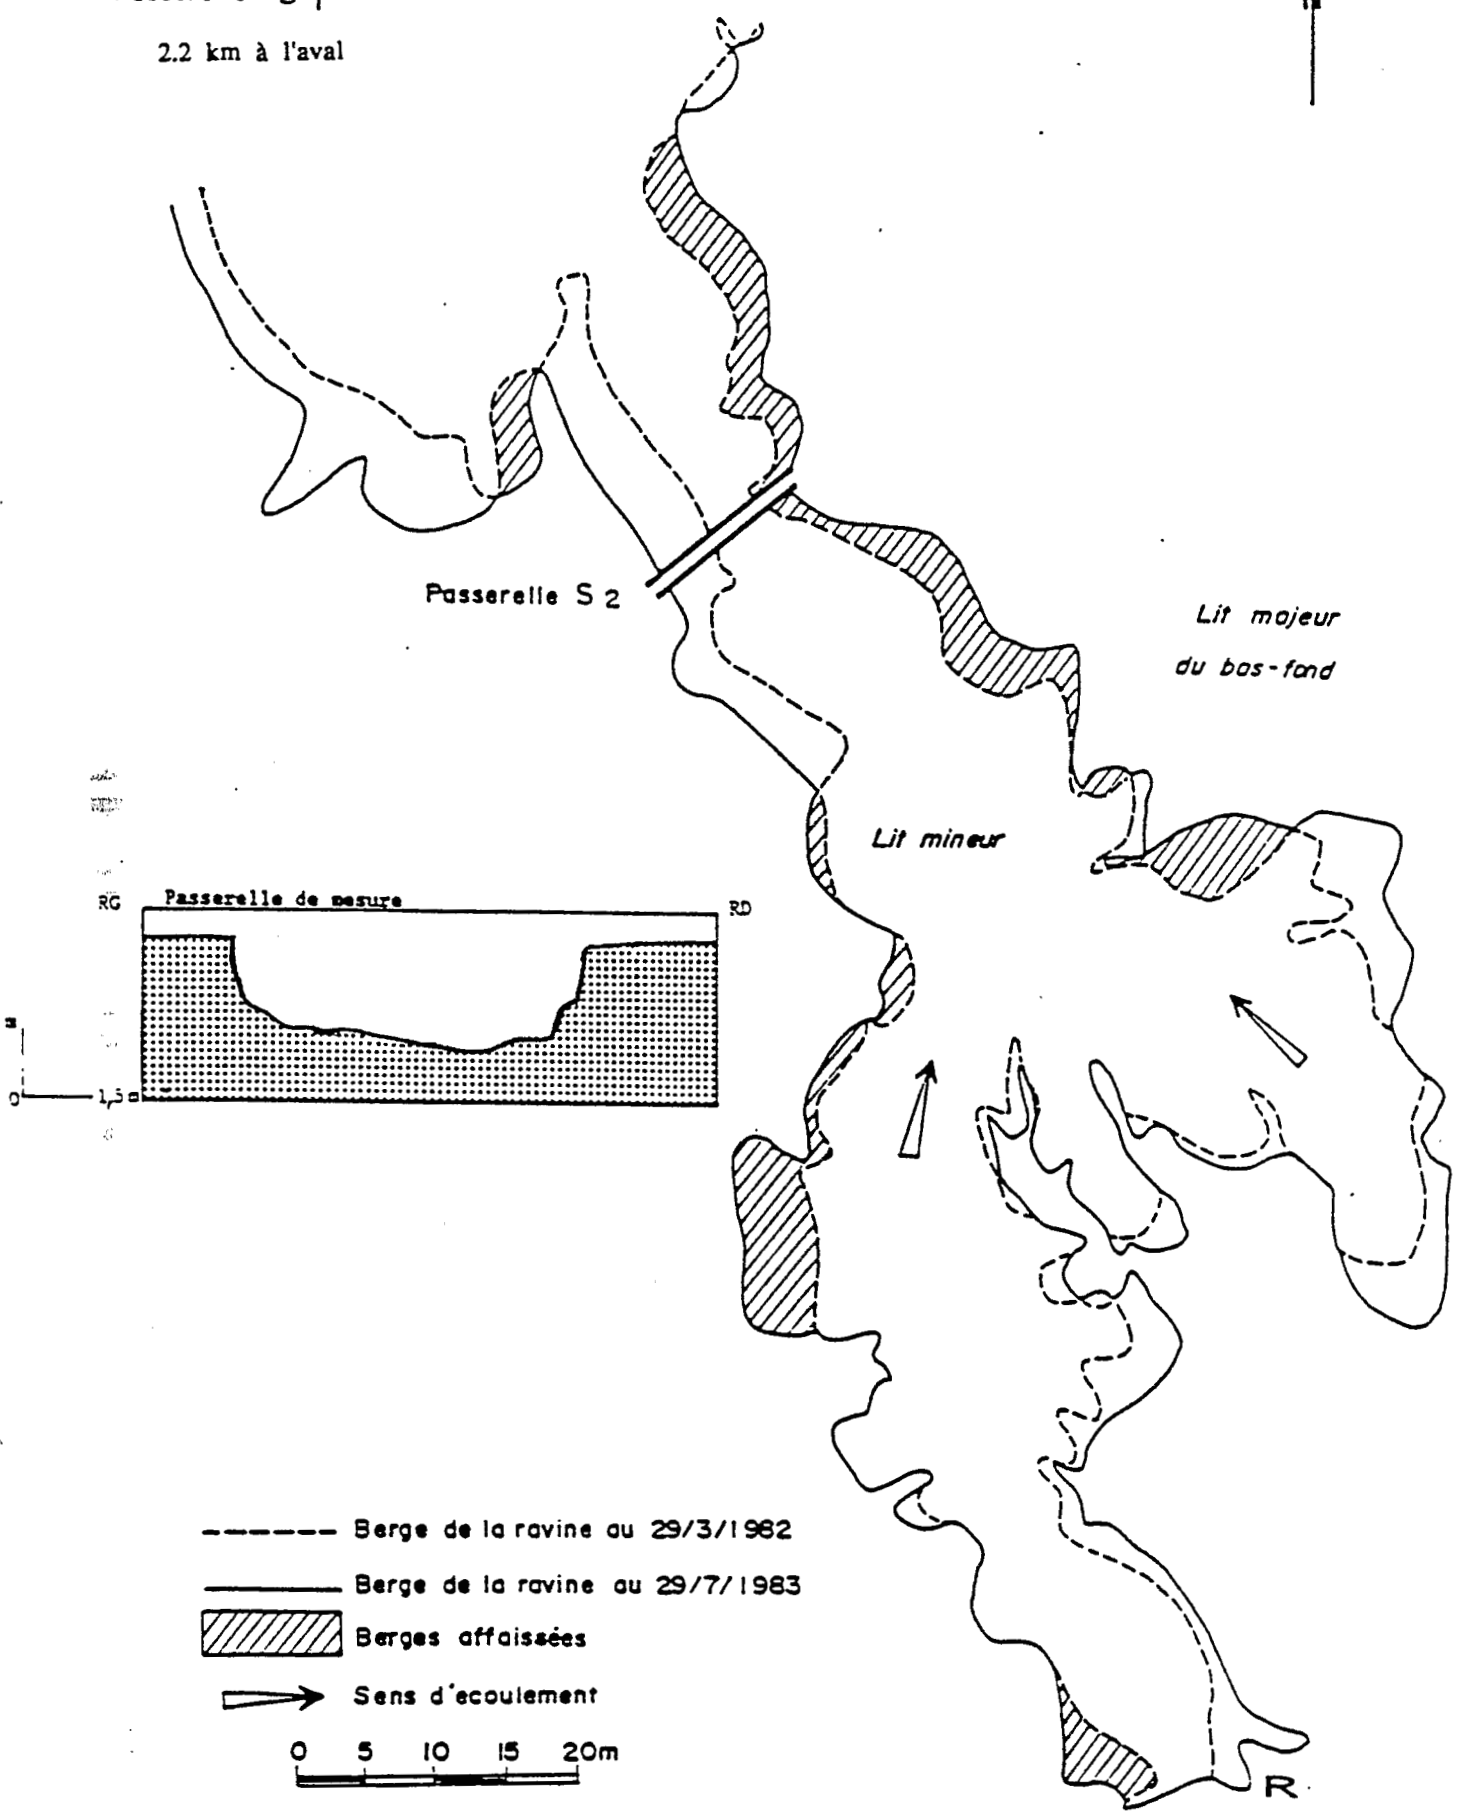 2.2 km à l'aval
Passerelle S 2
Lit majeur
du bas-fond
Lit mineur
RG Passerelle de mesure RD
m
0 1,5 m
Berge de la ravine au 29/3/1982
Berge de la ravine au 29/7/1983
Berges affaissées
Sens d'ecoulement
0 5 10 15 20m
R